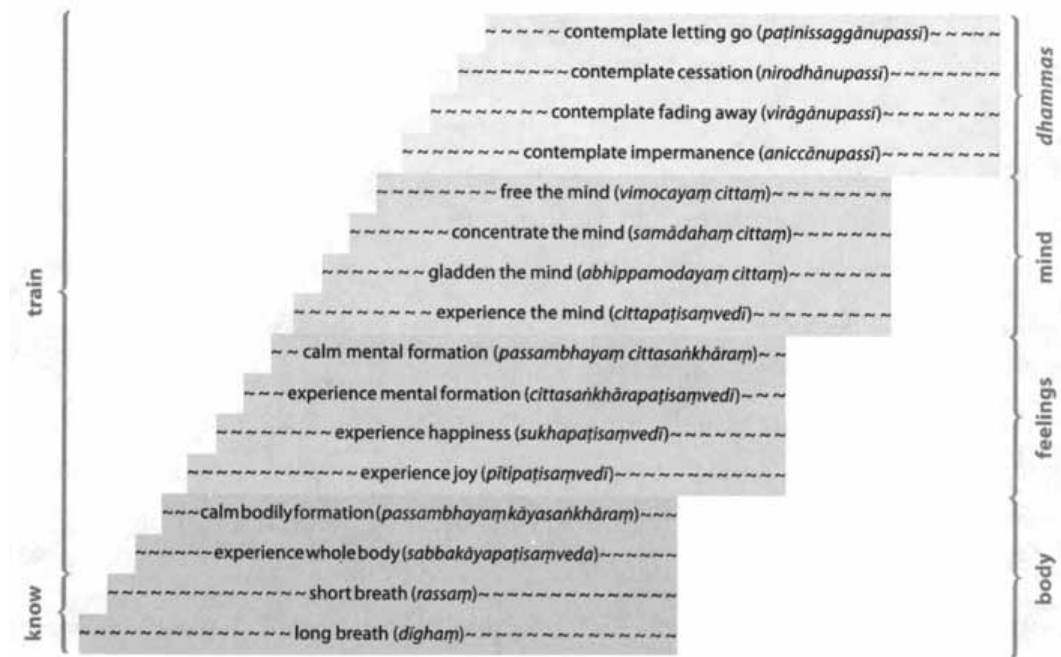 ~ ~ ~ ~ ~ contemplate letting go (paṭinissaggānupassī)~ ~ ~ ~ ~
~ ~ ~ ~ ~ ~ ~ ~ contemplate cessation (nirodhānupassī)~ ~ ~ ~ ~ ~ ~ ~
~ ~ ~ ~ ~ ~ ~ ~ contemplate fading away (virāgānupassī)~ ~ ~ ~ ~ ~ ~ ~
~ ~ ~ ~ ~ ~ ~ ~ contemplate impermanence (aniccānupassī)~ ~ ~ ~ ~ ~ ~ ~
dhammas
~ ~ ~ ~ ~ ~ ~ ~ free the mind (vimocayaṃ cittaṃ)~ ~ ~ ~ ~ ~ ~ ~
~ ~ ~ ~ ~ ~ ~ concentrate the mind (samādahaṃ cittaṃ)~ ~ ~ ~ ~ ~ ~
~ ~ ~ ~ ~ ~ ~ gladden the mind (abhippamodayaṃ cittaṃ)~ ~ ~ ~ ~ ~ ~
~ ~ ~ ~ ~ ~ ~ ~ ~ experience the mind (cittapaṭisaṃvedī)~ ~ ~ ~ ~ ~ ~ ~ ~
mind
train
~ ~ calm mental formation (passambhayaṃ cittasaṅkhāraṃ)~ ~
~ ~ ~ experience mental formation (cittasaṅkhārapaṭisaṃvedī)~ ~ ~
~ ~ ~ ~ ~ ~ ~ ~ experience happiness (sukhapaṭisaṃvedī)~ ~ ~ ~ ~ ~ ~ ~
~ ~ ~ ~ ~ ~ ~ ~ ~ ~ ~ ~ experience joy (pītipaṭisaṃvedī)~ ~ ~ ~ ~ ~ ~ ~ ~ ~ ~ ~
feelings
~~~calm bodily formation (passambhayaṃ kāyasaṅkhāraṃ)~~~
~~~~~~experience whole body (sabbakāyapaṭisaṃveda)~~~~~~
~ ~ ~ ~ ~ ~ ~ ~ ~ ~ ~ ~ ~ ~ short breath (rassaṃ)~ ~ ~ ~ ~ ~ ~ ~ ~ ~ ~ ~ ~ ~
~ ~ ~ ~ ~ ~ ~ ~ ~ ~ ~ ~ ~ ~ ~ long breath (dīghaṃ)~ ~ ~ ~ ~ ~ ~ ~ ~ ~ ~ ~ ~ ~ ~
know
body